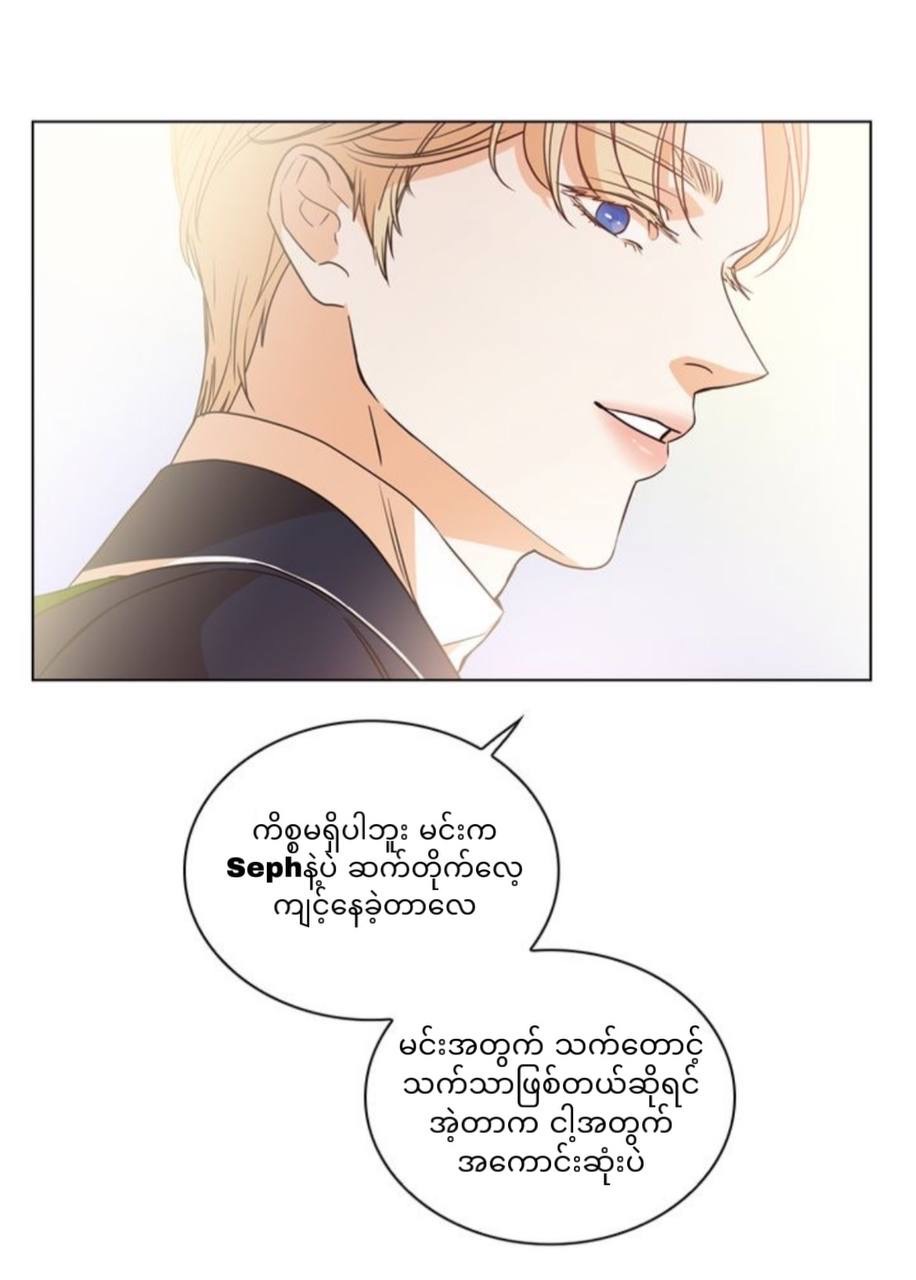 ကိစ္စမရှိပါဘူး မင်းက
Sephနဲ့ပဲ ဆက်တိုက်လေ့
ကျင့်နေခဲ့တာလေ
မင်းအတွက် သက်တောင့်
သက်သာဖြစ်တယ်ဆိုရင်
အဲ့တာက ငါ့အတွက်
အကောင်းဆုံးပဲ